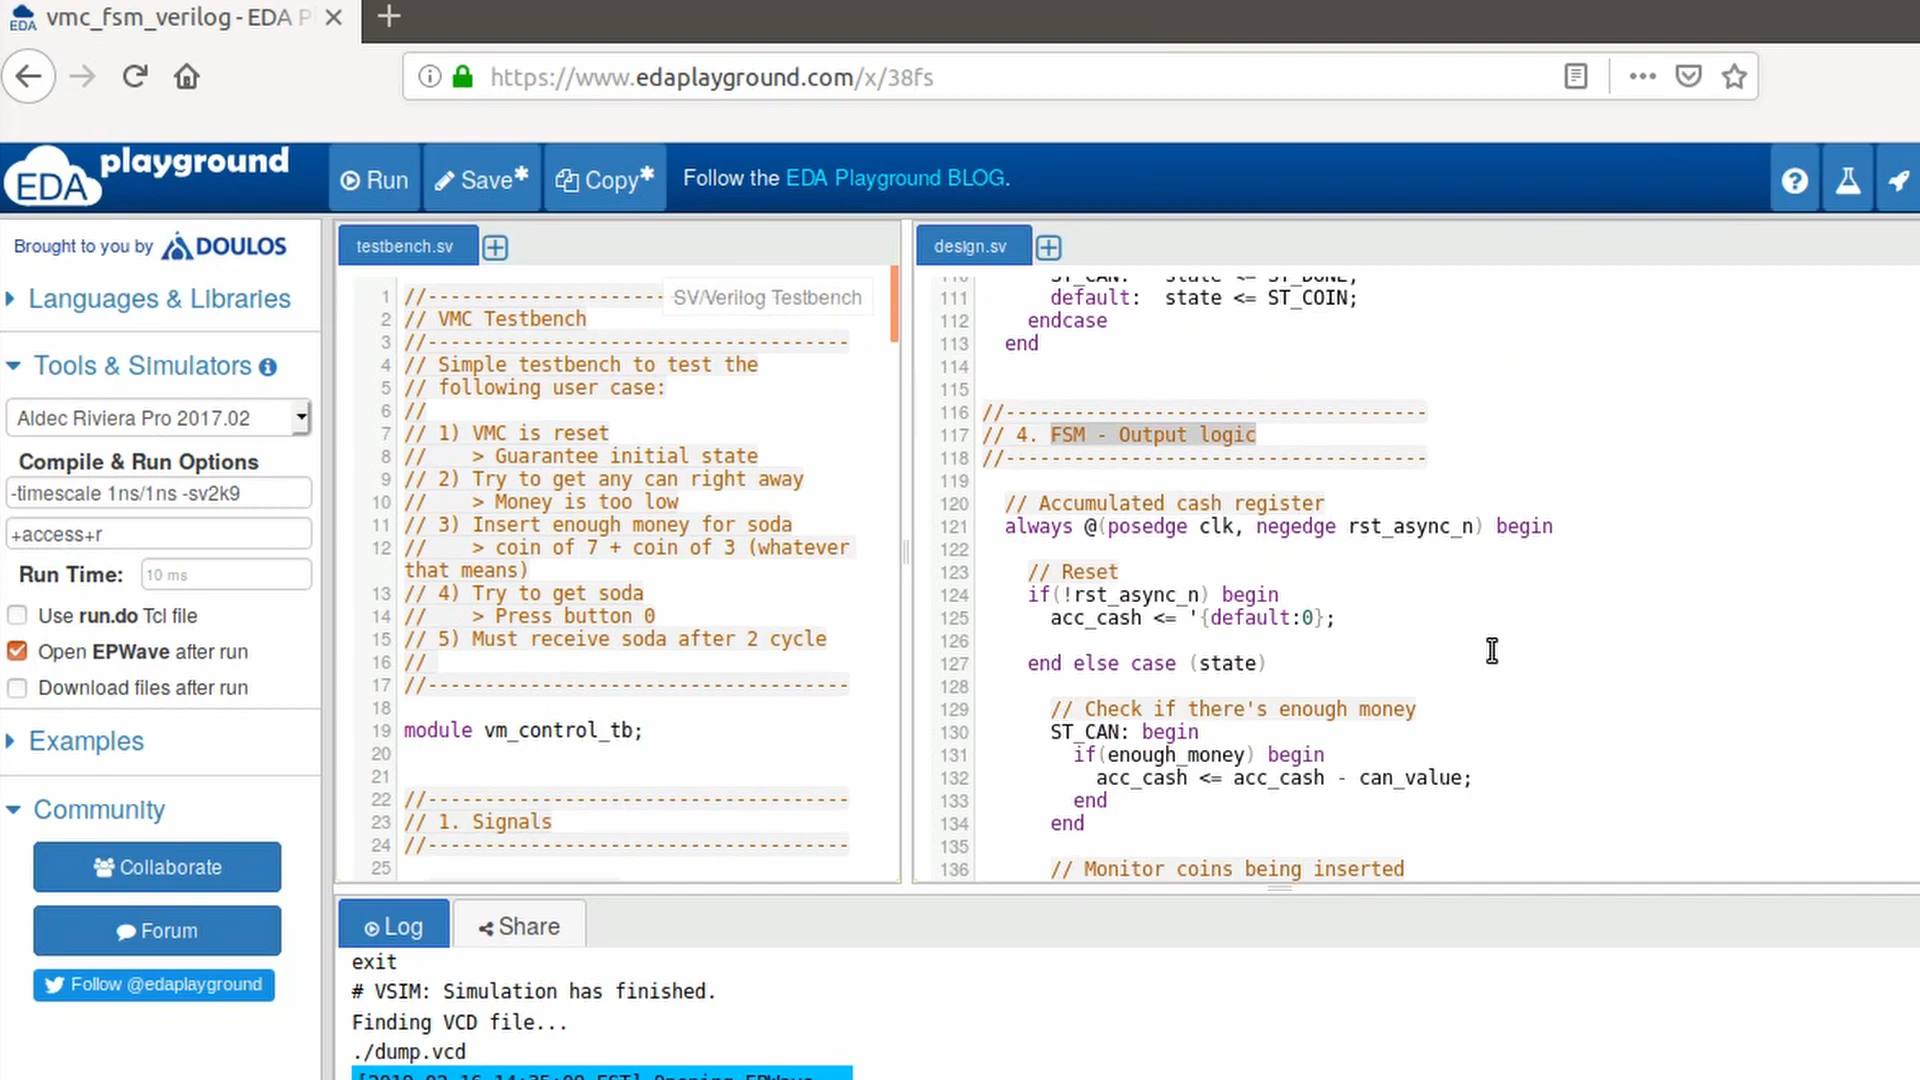 vmc_fsm_verilog - EDA P
https://www.edaplayground.com/x/38fs
EDA playground
Run
Save*
Copy*
Follow the EDA Playground BLOG.
Brought to you by DOULOS
Languages & Libraries
Tools & Simulators
Aldec Riviera Pro 2017.02
Compile & Run Options
-timescale 1ns/1ns -sv2k9
+access+r
Run Time: 10 ms
Use run.do Tcl file
Open EPWave after run
Download files after run
Examples
Community
Collaborate
Forum
Follow @edaplayground
testbench.sv
SV/Verilog Testbench
1 //---------------------
2 // VMC Testbench
3 //-------------------------------------
4 // Simple testbench to test the
5 // following user case:
6 //
7 // 1) VMC is reset
8 //    > Guarantee initial state
9 // 2) Try to get any can right away
10 //    > Money is too low
11 // 3) Insert enough money for soda
12 //    > coin of 7 + coin of 3 (whatever
that means)
13 // 4) Try to get soda
14 //    > Press button 0
15 // 5) Must receive soda after 2 cycle
16 //
17 //-------------------------------------
18
19 module vm_control_tb;
20
21
22 //-------------------------------------
23 // 1. Signals
24 //-------------------------------------
25
design.sv
110 ST_CAN:   state <= ST_DONE;
111 default:  state <= ST_COIN;
112 endcase
113 end
114
115
116 //-------------------------------------
117 // 4. FSM - Output logic
118 //-------------------------------------
119
120 // Accumulated cash register
121 always @(posedge clk, negedge rst_async_n) begin
122
123 // Reset
124 if(!rst_async_n) begin
125 acc_cash <= '{default:0};
126
127 end else case (state)
128
129 // Check if there's enough money
130 ST_CAN: begin
131 if(enough_money) begin
132 acc_cash <= acc_cash - can_value;
133 end
134 end
135
136 // Monitor coins being inserted
Log
Share
exit
# VSIM: Simulation has finished.
Finding VCD file...
./dump.vcd